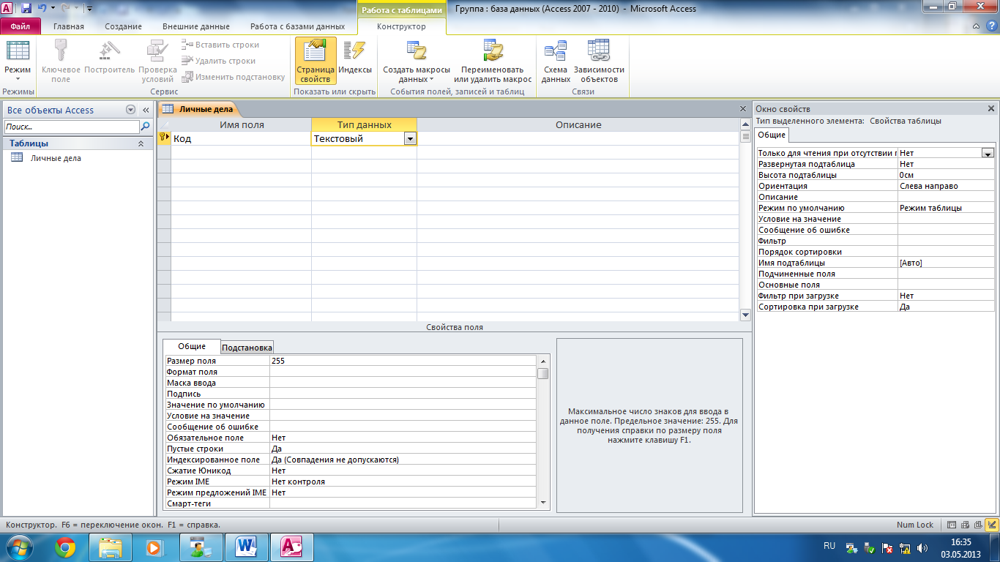 Работа с таблицами
Группа : база данных (Access 2007 - 2010) - Microsoft Access
Файл
Главная
Создание
Внешние данные
Работа с базами данных
Конструктор
Режим
Ключевое поле
Построитель
Проверка условий
Вставить строки
Удалить строки
Изменить подстановку
Страница свойств
Индексы
Создать макросы данных
Переименовать или удалить макрос
Схема данных
Зависимости объектов
Режимы
Сервис
Показать или скрыть
События полей, записей и таблиц
Связи
Все объекты Access
Поиск...
Таблицы
Личные дела
Личные дела
Имя поля
Тип данных
Описание
Код
Текстовый
Свойства поля
Общие
Подстановка
Размер поля 255
Формат поля
Маска ввода
Подпись
Значение по умолчанию
Условие на значение
Сообщение об ошибке
Обязательное поле Нет
Пустые строки Да
Индексированное поле Да (Совпадения не допускаются)
Сжатие Юникод Нет
Режим IME Нет контроля
Режим предложений IME Нет
Смарт-теги
Максимальное число знаков для ввода в
данное поле. Предельное значение: 255. Для
получения справки по размеру поля
нажмите клавишу F1.
Окно свойств
Тип выделенного элемента: Свойства таблицы
Общие
Только для чтения при отсутствии Нет
Развернутая подтаблица Нет
Высота подтаблицы 0см
Ориентация Слева направо
Описание
Режим по умолчанию Режим таблицы
Условие на значение
Сообщение об ошибке
Фильтр
Порядок сортировки
Имя подтаблицы [Авто]
Подчиненные поля
Основные поля
Фильтр при загрузке Нет
Сортировка при загрузке Да
Конструктор. F6 = переключение окон. F1 = справка.
Num Lock
RU
16:35
03.05.2013